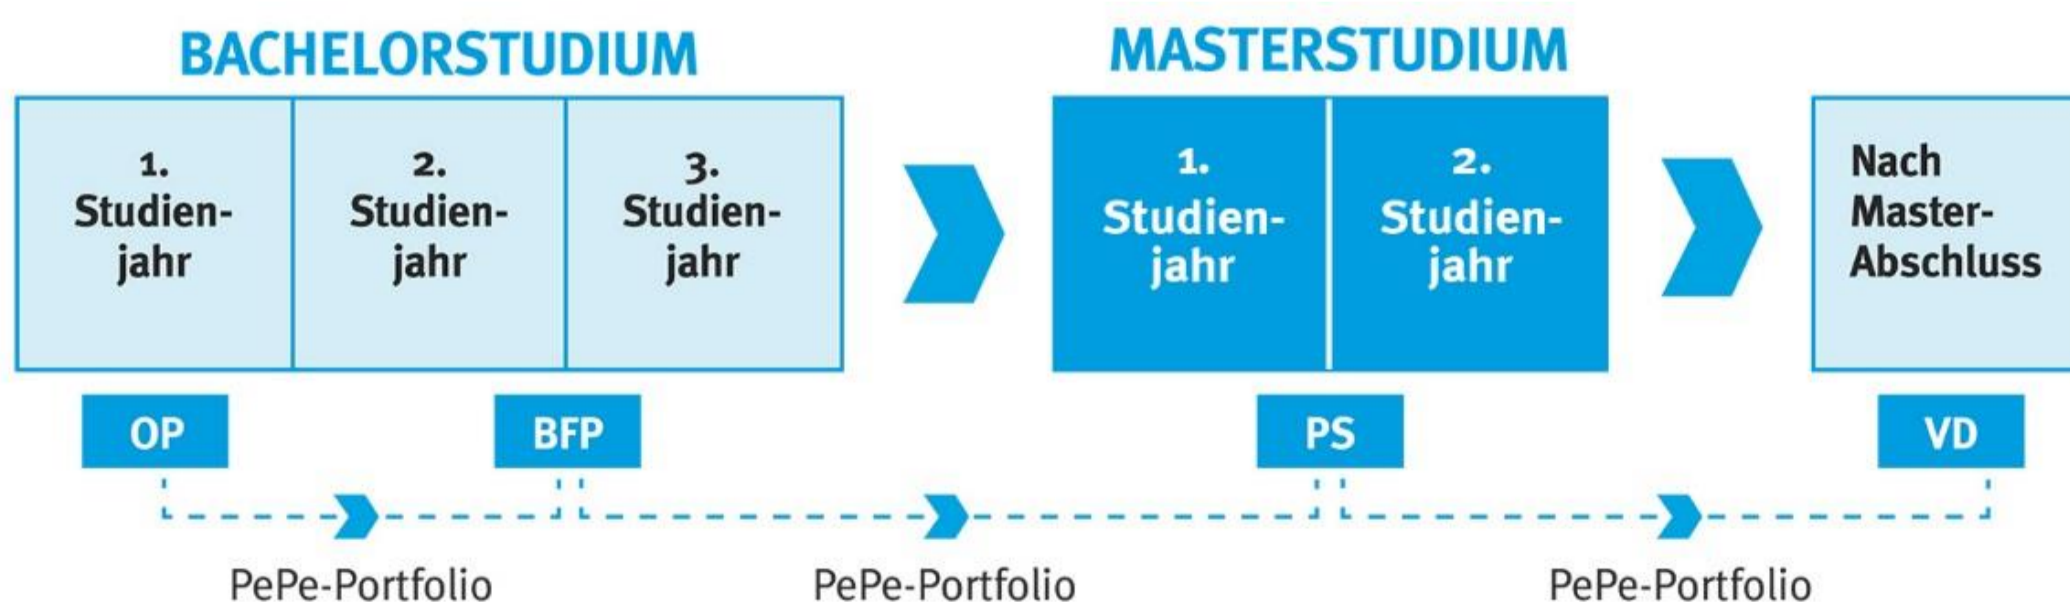 BACHELORSTUDIUM
MASTERSTUDIUM
1.
Studien-
jahr
2.
Studien-
jahr
3.
Studien-
jahr
1.
Studien-
jahr
2.
Studien-
jahr
Nach
Master-
Abschluss
OP
BFP
PS
VD
PePe-Portfolio
PePe-Portfolio
PePe-Portfolio